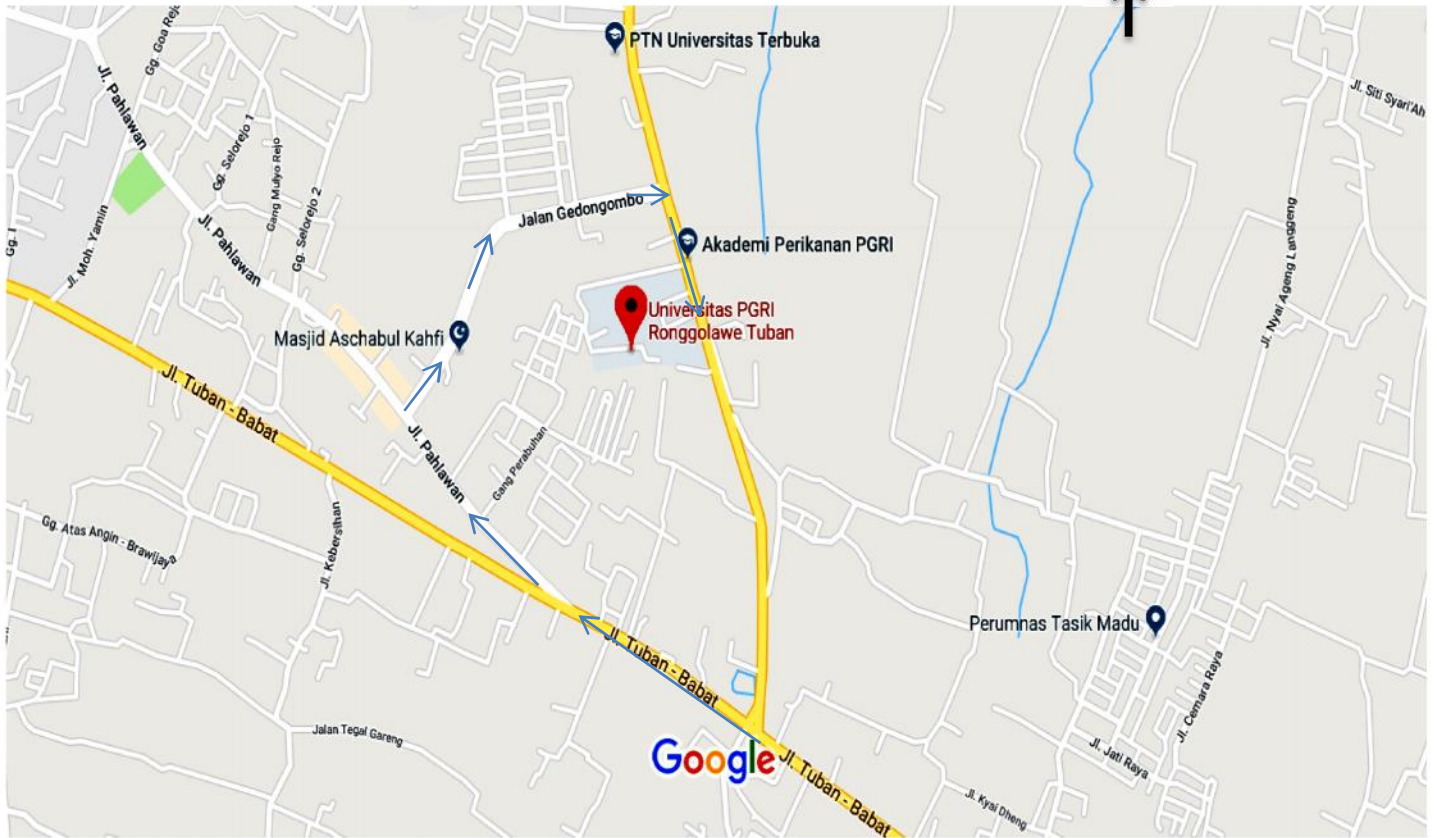 PTN Universitas Terbuka
Gg. Goa Rejo
Jl. Pahlawan
Jl. Siti Syari'Ah
Gg. Selorejo 1
Gang Mulyo Rejo
Gg. Selorejo 2
Jalan Gedongombo
Gg. 1
Jl. Moh. Yamin
Jl. Pahlawan
Akademi Perikanan PGRI
Jl. Nyai Ageng Langgeng
Universitas PGRI
Ronggolawe Tuban
Masjid Aschabul Kahfi
Jl. Tuban - Babat
Jl. Pahlawan
Gang Perabuhan
Gg. Atas Angin - Brawijaya
Jl. Kebersihan
Perumnas Tasik Madu
Jl. Tuban - Babat
Jl. Cemara Raya
Jalan Tegal Gareng
Google
Jl. Tuban - Babat
Jl. Jati Raya
Jl. Kyai Dheng